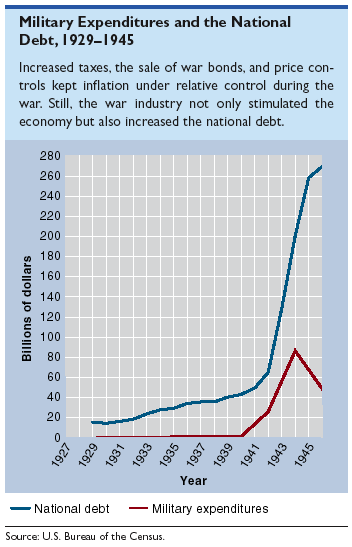 Military Expenditures and the National
Debt, 1929–1945
Increased taxes, the sale of war bonds, and price con-
trols kept inflation under relative control during the
war. Still, the war industry not only stimulated the
economy but also increased the national debt.
280
260
240
220
200
180
160
140
120
100
80
60
40
20
0
Billions of dollars
1927
1929
1931
1933
1935
1937
1939
1941
1943
1945
Year
National debt
Military expenditures
Source: U.S. Bureau of the Census.